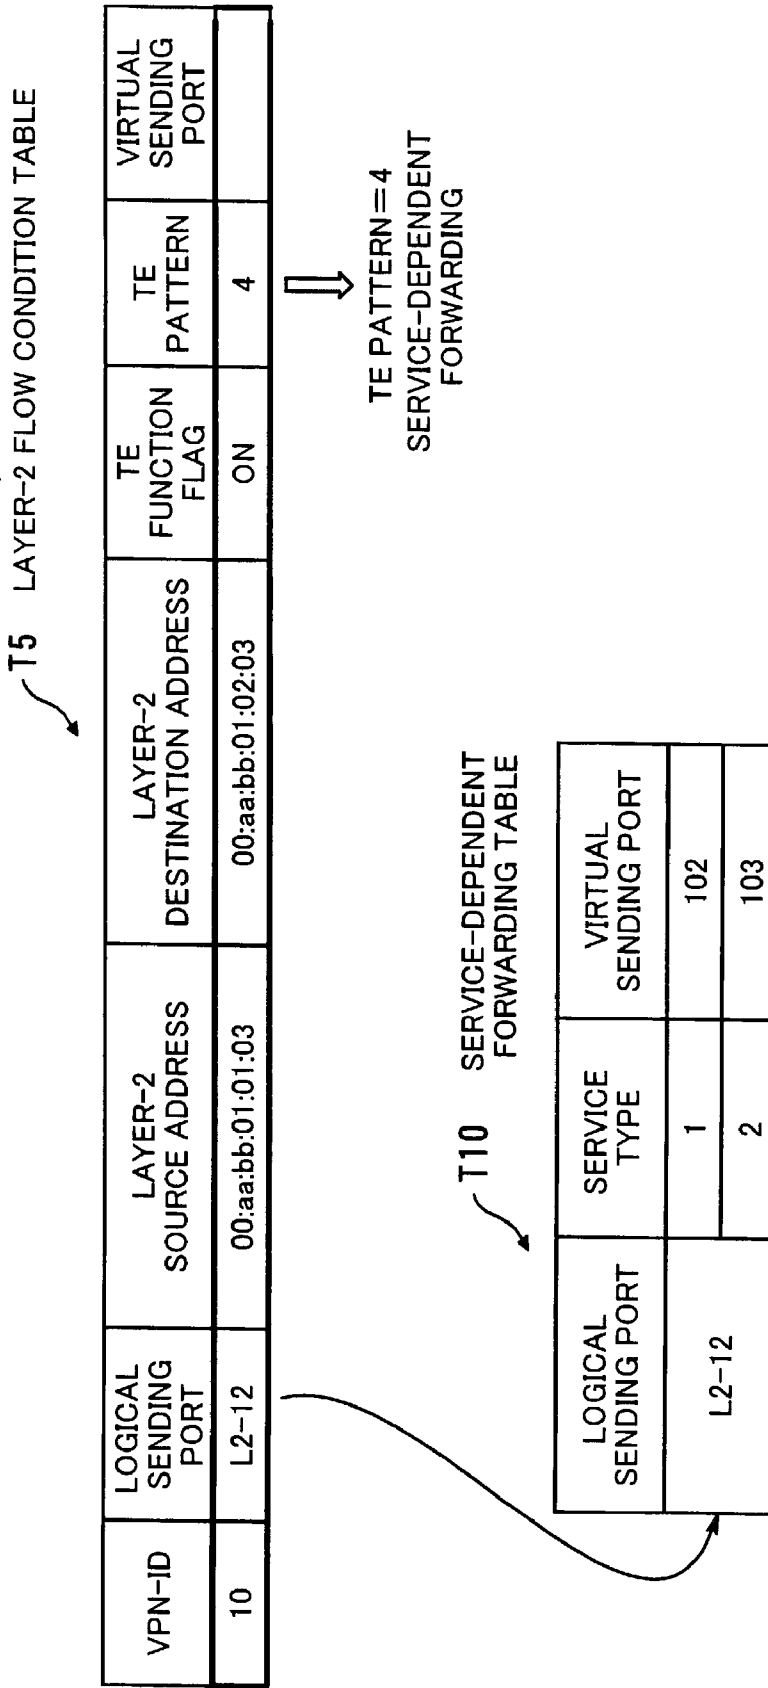 T5 LAYER-2 FLOW CONDITION TABLE
VPN-ID
LOGICAL
SENDING
PORT
LAYER-2
SOURCE ADDRESS
LAYER-2
DESTINATION ADDRESS
TE
FUNCTION
FLAG
TE
PATTERN
VIRTUAL
SENDING
PORT
10
L2-12
00:aa:bb:01:01:03
00:aa:bb:01:02:03
ON
4
TE PATTERN=4
SERVICE-DEPENDENT
FORWARDING
T10 SERVICE-DEPENDENT
FORWARDING TABLE
LOGICAL
SENDING PORT
SERVICE
TYPE
VIRTUAL
SENDING PORT
L2-12
1
102
2
103